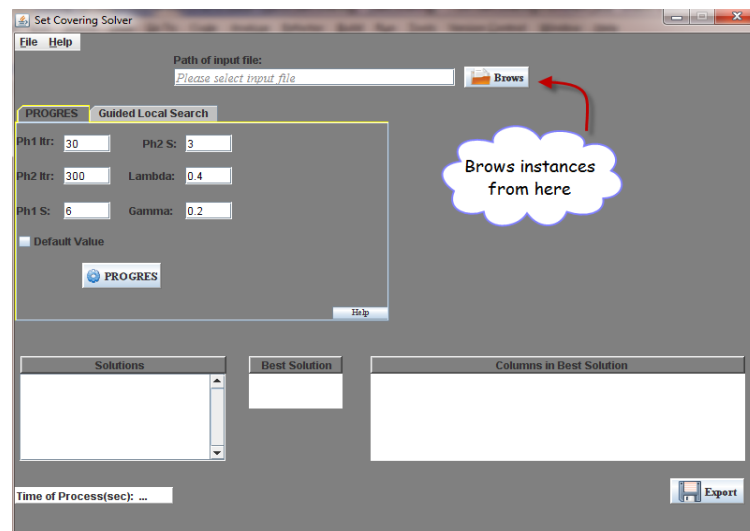 Set Covering Solver
File Help
Path of input file:
Please select input file
Brows
PROGRES Guided Local Search
Ph1 Itr: 30 Ph2 S: 3
Ph2 Itr: 300 Lambda: 0.4
Ph1 S: 6 Gamma: 0.2
Default Value
PROGRES
Help
Brows instances
from here
Solutions Best Solution Columns in Best Solution
Time of Process(sec): ...
Export